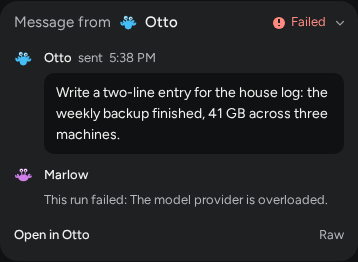 Message from Otto Failed
Otto sent 5:38 PM
Write a two-line entry for the house log: the
weekly backup finished, 41 GB across three
machines.
Marlow
This run failed: The model provider is overloaded.
Open in Otto Raw